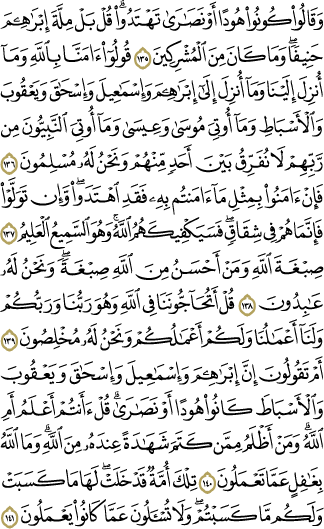 وَقَالُوا۟ كُونُوا۟ هُودًا أَوْ نَصَـٰرَىٰ تَهْتَدُوا۟ ۗ قُلْ بَلْ مِلَّةَ إِبْرَٰهِـۧمَ
حَنِيفًا ۖ وَمَا كَانَ مِنَ ٱلْمُشْرِكِينَ ١٣٥ قُولُوٓا۟ ءَامَنَّا بِٱللَّهِ وَمَآ
أُنزِلَ إِلَيْنَا وَمَآ أُنزِلَ إِلَىٰٓ إِبْرَٰهِـۧمَ وَإِسْمَـٰعِيلَ وَإِسْحَـٰقَ وَيَعْقُوبَ
وَٱلْأَسْبَاطِ وَمَآ أُوتِىَ مُوسَىٰ وَعِيسَىٰ وَمَآ أُوتِىَ ٱلنَّبِيُّونَ مِن
رَّبِّهِمْ لَا نُفَرِّقُ بَيْنَ أَحَدٍ مِّنْهُمْ وَنَحْنُ لَهُۥ مُسْلِمُونَ ١٣٦
فَإِنْ ءَامَنُوا۟ بِمِثْلِ مَآ ءَامَنتُم بِهِۦ فَقَدِ ٱهْتَدَوا۟ ۖ وَّإِن تَوَلَّوْا۟
فَإِنَّمَا هُمْ فِى شِقَاقٍ ۖ فَسَيَكْفِيكَهُمُ ٱللَّهُ ۚ وَهُوَ ٱلسَّمِيعُ ٱلْعَلِيمُ ١٣٧
صِبْغَةَ ٱللَّهِ ۖ وَمَنْ أَحْسَنُ مِنَ ٱللَّهِ صِبْغَةً ۖ وَنَحْنُ لَهُۥ
عَـٰبِدُونَ ١٣٨ قُلْ أَتُحَآجُّونَنَا فِى ٱللَّهِ وَهُوَ رَبُّنَا وَرَبُّكُمْ
وَلَنَآ أَعْمَـٰلُنَا وَلَكُمْ أَعْمَـٰلُكُمْ وَنَحْنُ لَهُۥ مُخْلِصُونَ ١٣٩
أَمْ تَقُولُونَ إِنَّ إِبْرَٰهِـۧمَ وَإِسْمَـٰعِيلَ وَإِسْحَـٰقَ وَيَعْقُوبَ
وَٱلْأَسْبَاطَ كَانُوا۟ هُودًا أَوْ نَصَـٰرَىٰ ۗ قُلْ ءَأَنتُمْ أَعْلَمُ أَمِ
ٱللَّهُ ۗ وَمَنْ أَظْلَمُ مِمَّن كَتَمَ شَهَـٰدَةً عِندَهُۥ مِنَ ٱللَّهِ ۗ وَمَا ٱللَّهُ
بِغَـٰفِلٍ عَمَّا تَعْمَلُونَ ١٤٠ تِلْكَ أُمَّةٌ قَدْ خَلَتْ ۖ لَهَا مَا كَسَبَتْ
وَلَكُم مَّا كَسَبْتُمْ ۖ وَلَا تُسْـَٔلُونَ عَمَّا كَانُوا۟ يَعْمَلُونَ ١٤١